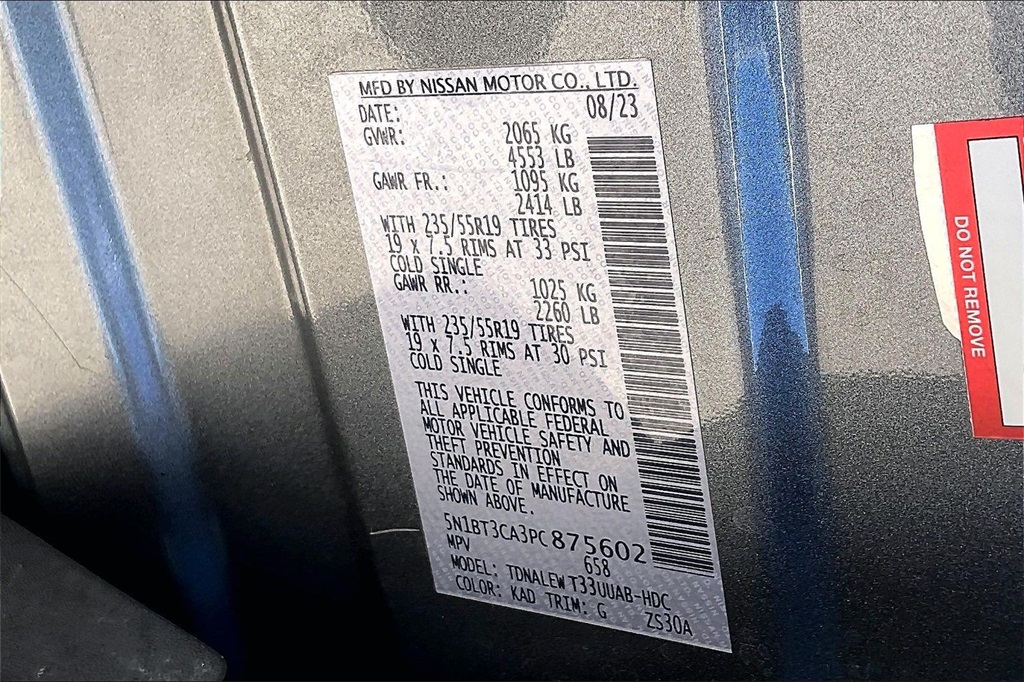 MFD BY NISSAN MOTOR CO., LTD.
DATE: 08/23
GVWR: 2065 KG
4553 LB
GAWR FR.: 1095 KG
2414 LB
WITH 235/55R19 TIRES
19 x 7.5 RIMS AT 33 PSI
COLD SINGLE
GAWR RR.: 1025 KG
2260 LB
WITH 235/55R19 TIRES
19 x 7.5 RIMS AT 30 PSI
COLD SINGLE
THIS VEHICLE CONFORMS TO
ALL APPLICABLE FEDERAL
MOTOR VEHICLE SAFETY AND
THEFT PREVENTION
STANDARDS IN EFFECT ON
THE DATE OF MANUFACTURE
SHOWN ABOVE.
5N1BT3CA3PC875602
MPV 658
MODEL: TDNALEW T33UUAB-HDC
COLOR: KAD TRIM: G ZS30A
DO NOT REMOVE